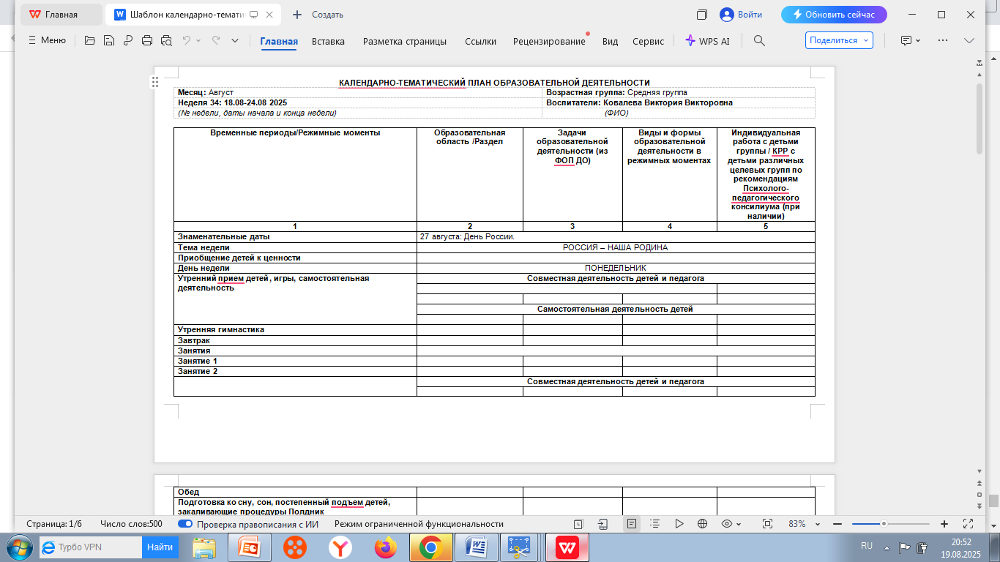 Главная
Шаблон календарно-темати
Создать
Войти
Обновить сейчас
Меню
Главная
Вставка
Разметка страницы
Ссылки
Рецензирование
Вид
Сервис
WPS AI
Поделиться
КАЛЕНДАРНО-ТЕМАТИЧЕСКИЙ ПЛАН ОБРАЗОВАТЕЛЬНОЙ ДЕЯТЕЛЬНОСТИ
Месяц: Август
Возрастная группа: Средняя группа
Неделя 34: 18.08-24.08 2025
Воспитатели: Ковалева Виктория Викторовна
(№ недели, даты начала и конца недели)
(ФИО)
Временные периоды/Режимные моменты
Образовательная
область /Раздел
Задачи
образовательной
деятельности (из
ФОП ДО)
Виды и формы
образовательной
деятельности в
режимных моментах
Индивидуальная
работа с детьми
группы / КРР с
детьми различных
целевых групп по
рекомендациям
Психолого-
педагогического
консилиума (при
наличии)
1
2
3
4
5
Знаменательные даты
27 августа: День России.
Тема недели
РОССИЯ – НАША РОДИНА
Приобщение детей к ценности
День недели
ПОНЕДЕЛЬНИК
Утренний прием детей, игры, самостоятельная
деятельность
Совместная деятельность детей и педагога
Самостоятельная деятельность детей
Утренняя гимнастика
Завтрак
Занятия
Занятие 1
Занятие 2
Совместная деятельность детей и педагога
Обед
Подготовка ко сну, сон, постепенный подъем детей,
закаливающие процедуры Полдник
Страница: 1/6
Число слов:500
Проверка правописания с ИИ
Режим ограниченной функциональности
83%
Турбо VPN
Найти
RU
20:52
19.08.2025